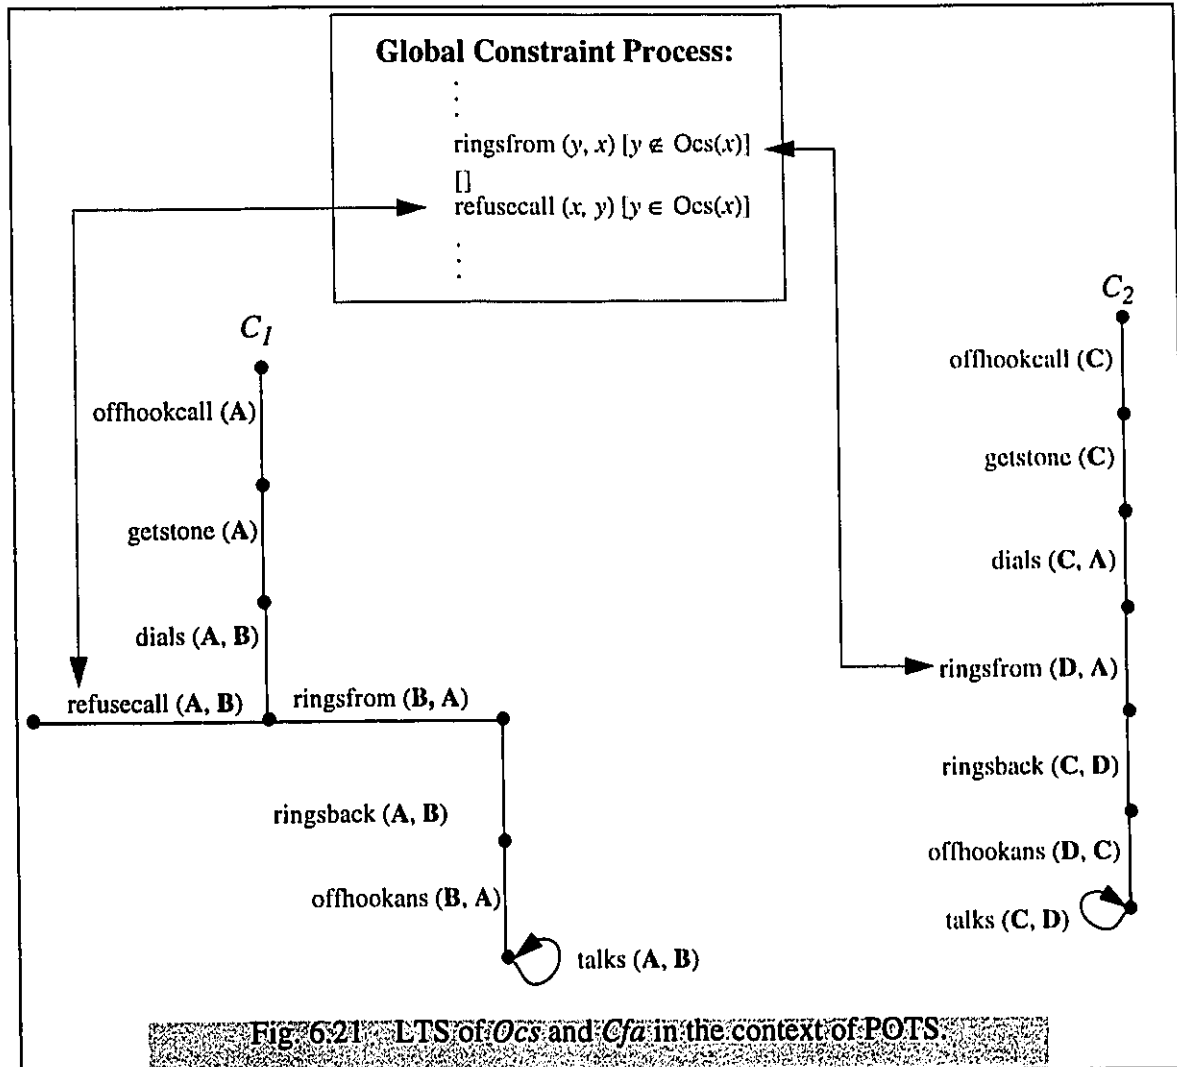 Global Constraint Process:
.
.
.
ringsfrom (y, x) [y ∉ Ocs(x)]
[]
refusecall (x, y) [y ∈ Ocs(x)]
.
.
.
C1
offhookcall (A)
getstone (A)
dials (A, B)
refusecall (A, B)
ringsfrom (B, A)
ringsback (A, B)
offhookans (B, A)
talks (A, B)
C2
offhookcall (C)
getstone (C)
dials (C, A)
ringsfrom (D, A)
ringsback (C, D)
offhookans (D, C)
talks (C, D)
Fig. 6.21 LTS of Ocs and Cfa in the context of POTS.